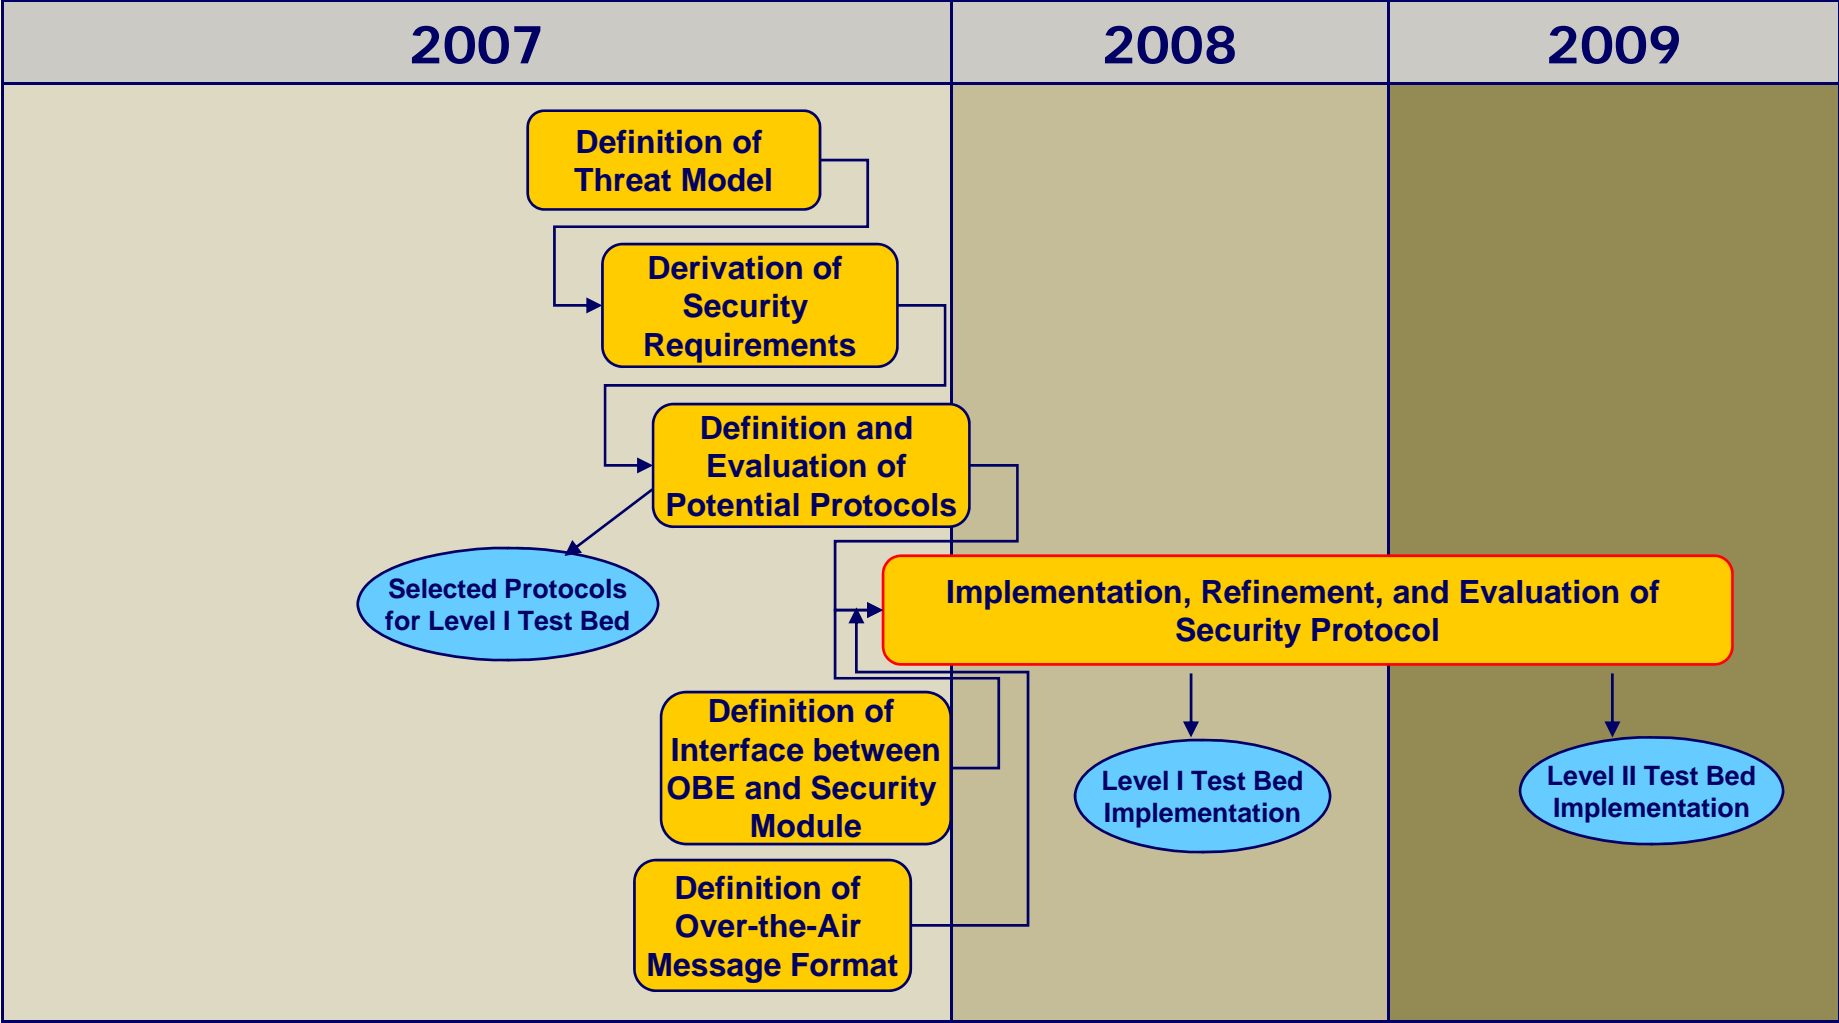 2007
2008
2009
Definition of
Threat Model
Derivation of
Security
Requirements
Definition and
Evaluation of
Potential Protocols
Selected Protocols
for Level I Test Bed
Implementation, Refinement, and Evaluation of
Security Protocol
Definition of
Interface between
OBE and Security
Module
Level I Test Bed
Implementation
Level II Test Bed
Implementation
Definition of
Over-the-Air
Message Format